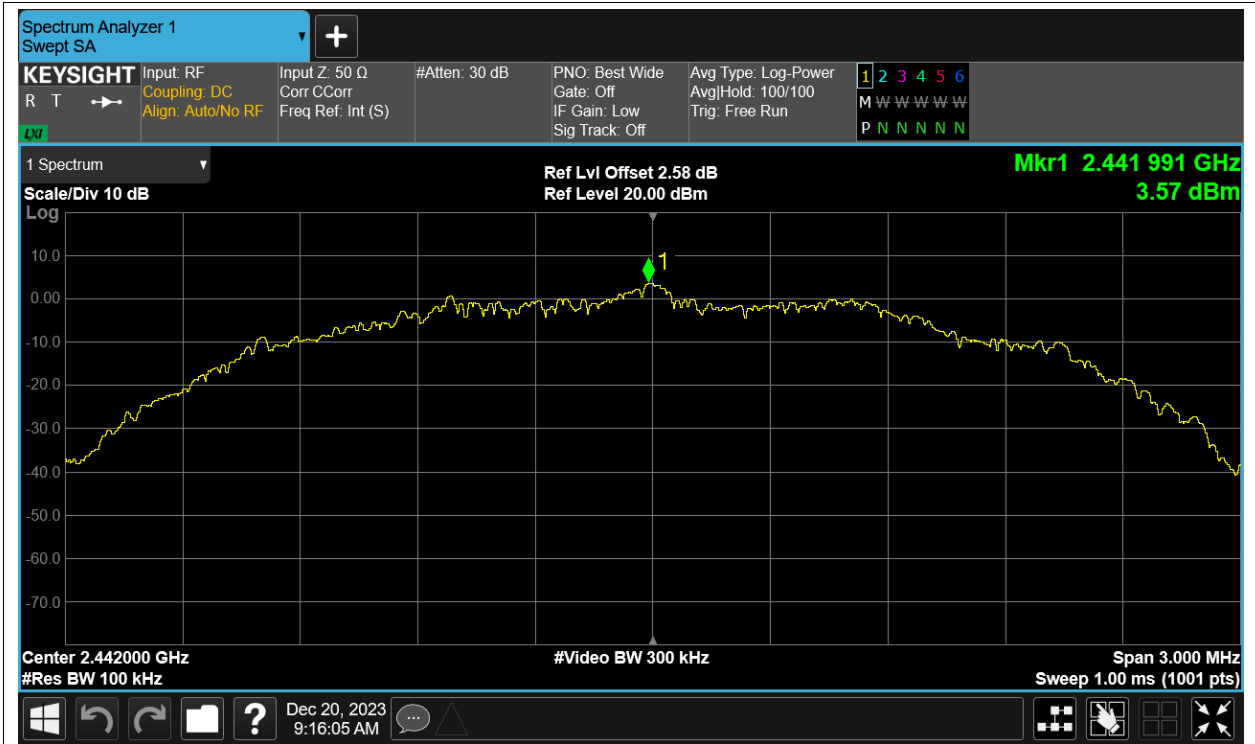 Spectrum Analyzer 1
Swept SA
+
KEYSIGHT
R T
LXI
Input: RF
Coupling: DC
Align: Auto/No RF
Input Z: 50 Ω
Corr CCorr
Freq Ref: Int (S)
#Atten: 30 dB
PNO: Best Wide
Gate: Off
IF Gain: Low
Sig Track: Off
Avg Type: Log-Power
Avg|Hold: 100/100
Trig: Free Run
1 2 3 4 5 6
M W W W W W
P N N N N N
1 Spectrum
Scale/Div 10 dB
Ref Lvl Offset 2.58 dB
Ref Level 20.00 dBm
Mkr1 2.441 991 GHz
3.57 dBm
Log
1
10.0
0.00
-10.0
-20.0
-30.0
-40.0
-50.0
-60.0
-70.0
Center 2.442000 GHz
#Video BW 300 kHz
Span 3.000 MHz
#Res BW 100 kHz
Sweep 1.00 ms (1001 pts)
?
Dec 20, 2023
9:16:05 AM